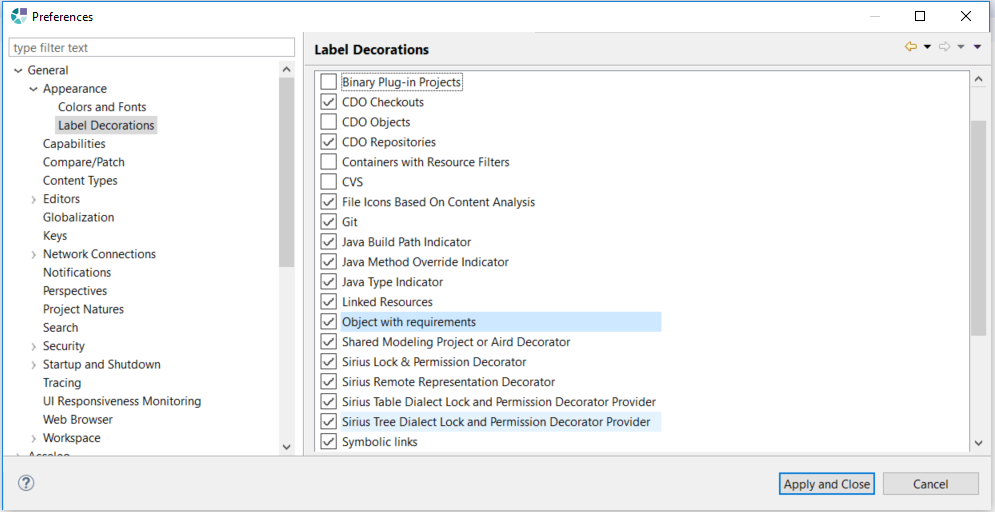 Preferences
type filter text
General
Appearance
Colors and Fonts
Label Decorations
Capabilities
Compare/Patch
Content Types
Editors
Globalization
Keys
Network Connections
Notifications
Perspectives
Project Natures
Search
Security
Startup and Shutdown
Tracing
UI Responsiveness Monitoring
Web Browser
Workspace
Acceleo
Label Decorations
Binary Plug-in Projects
CDO Checkouts
CDO Objects
CDO Repositories
Containers with Resource Filters
CVS
File Icons Based On Content Analysis
Git
Java Build Path Indicator
Java Method Override Indicator
Java Type Indicator
Linked Resources
Object with requirements
Shared Modeling Project or Aird Decorator
Sirius Lock & Permission Decorator
Sirius Remote Representation Decorator
Sirius Table Dialect Lock and Permission Decorator Provider
Sirius Tree Dialect Lock and Permission Decorator Provider
Symbolic links
Apply and Close
Cancel